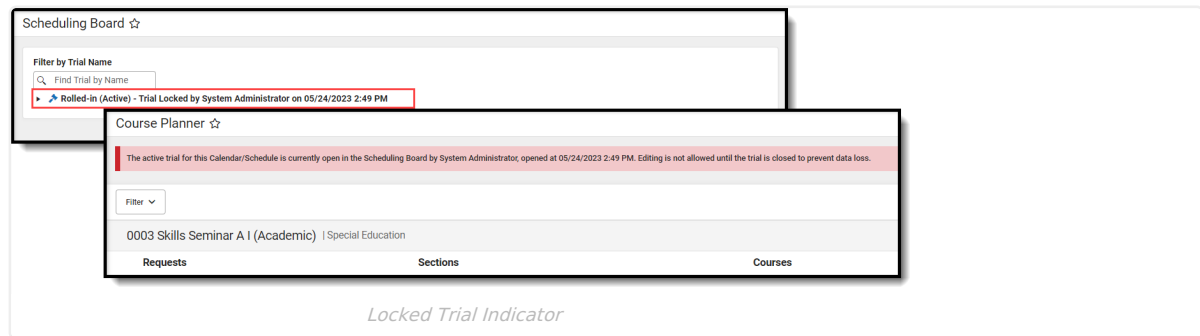 Scheduling Board ☆
Filter by Trial Name
Find Trial by Name
Rolled-in (Active) - Trial Locked by System Administrator on 05/24/2023 2:49 PM
Course Planner ☆
The active trial for this Calendar/Schedule is currently open in the Scheduling Board by System Administrator, opened at 05/24/2023 2:49 PM. Editing is not allowed until the trial is closed to prevent data loss.
Filter
0003 Skills Seminar A I (Academic) | Special Education
Requests Sections Courses
Locked Trial Indicator